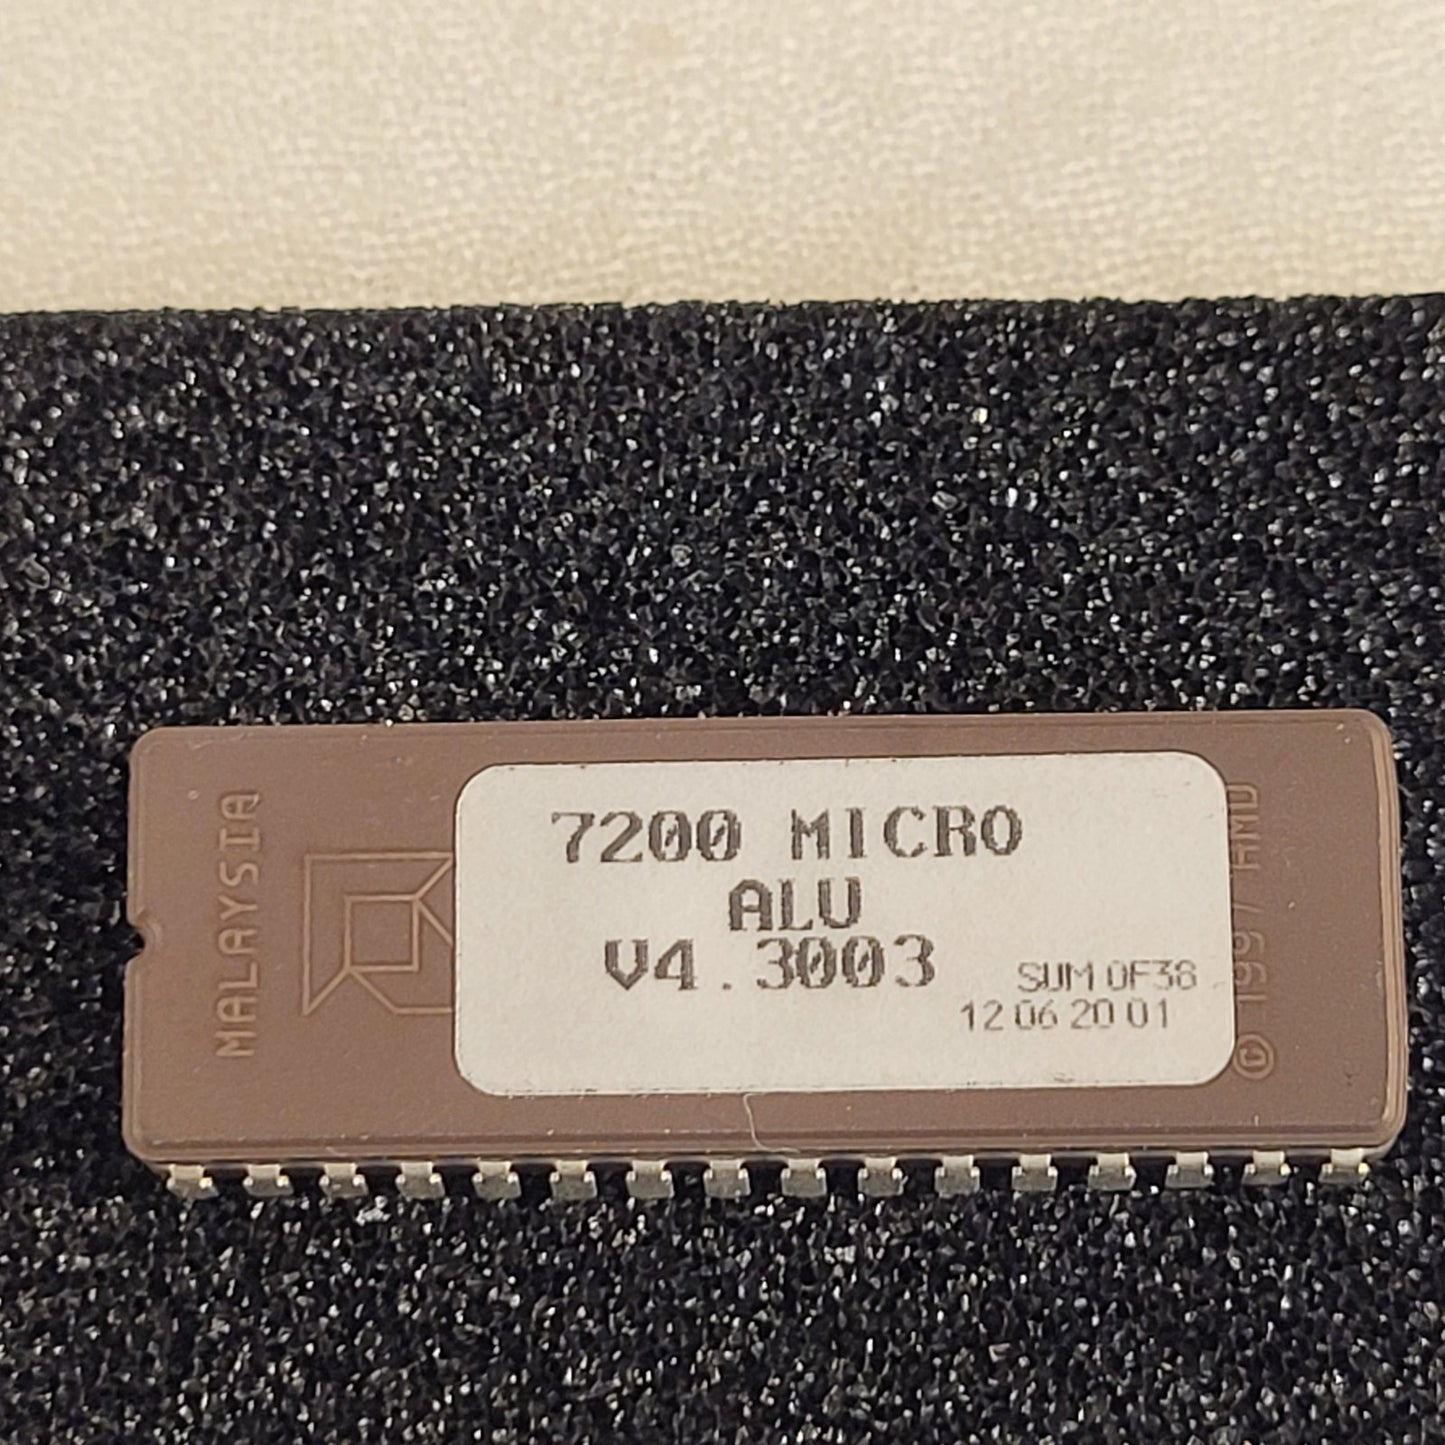 MALAYSIA
7200 MICRO
ALU
V4.3003
SUM 0F38
12 06 20 01
© 1997 AMD